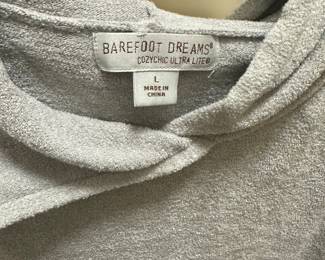 BAREFOOT DREAMS®
COZYCHIC ULTRA LITE®
L
MADE IN
CHINA